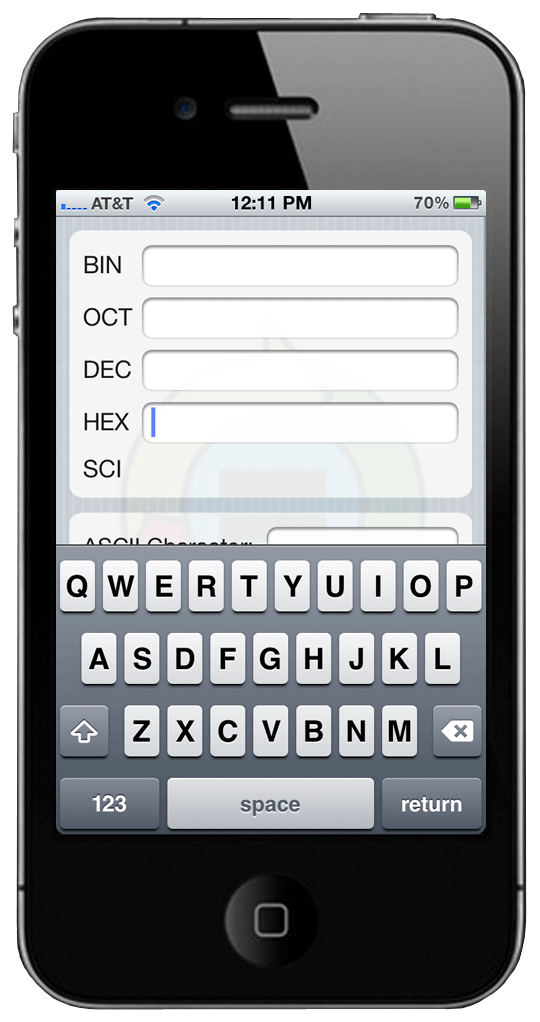 AT&T 12:11 PM 70%
BIN
OCT
DEC
HEX
SCI
ASCII Character:
Q W E R T Y U I O P
A S D F G H J K L
Z X C V B N M
123 space return